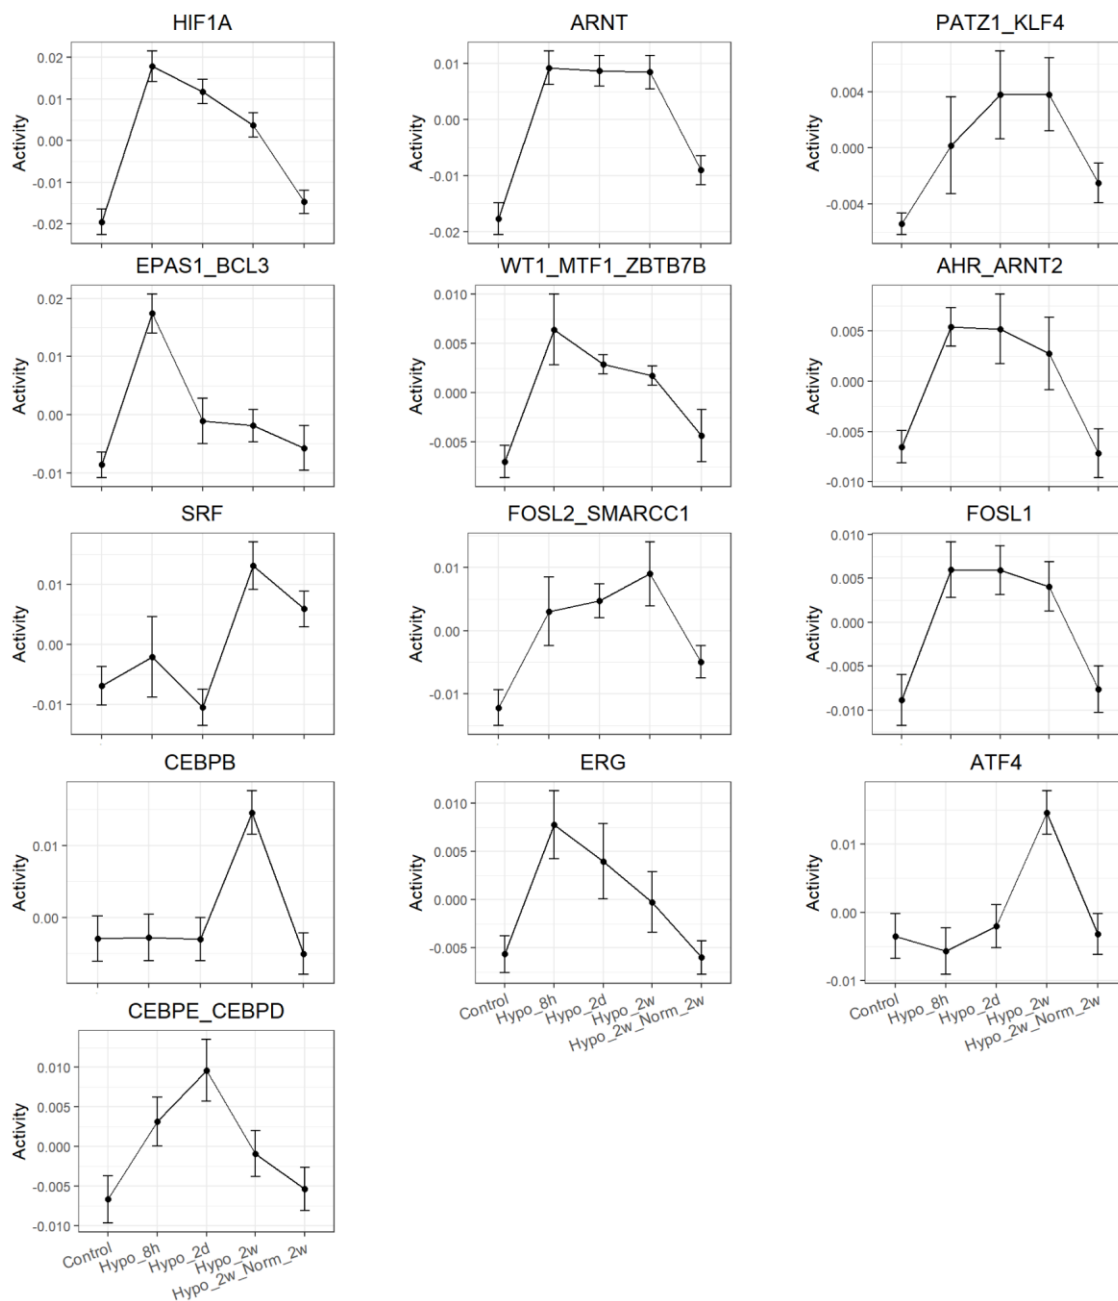 HIF1A
ARNT
PATZ1_KLF4
Activity
0.02
0.01
0.00
-0.01
-0.02
Activity
0.01
0.00
-0.01
-0.02
Activity
0.004
0.000
-0.004
EPAS1_BCL3
WT1_MTF1_ZBTB7B
AHR_ARNT2
Activity
0.02
0.01
-0.00
-0.01
Activity
0.010
0.005
0.000
-0.005
Activity
0.005
0.000
-0.005
-0.010
SRF
FOSL2_SMARCC1
FOSL1
Activity
0.01
0.00
-0.01
Activity
0.01
0.00
-0.01
Activity
0.010
0.005
0.000
-0.005
-0.010
CEBPB
ERG
ATF4
Activity
0.01
0.00
Activity
0.010
0.005
0.000
-0.005
Control
Hypo_8h
Hypo_2d
Hypo_2w
Hypo_2w_Norm_2w
Activity
0.01
0.00
-0.01
Control
Hypo_8h
Hypo_2d
Hypo_2w
Hypo_2w_Norm_2w
CEBPE_CEBPD
Activity
0.010
0.005
0.000
-0.005
-0.010
Control
Hypo_8h
Hypo_2d
Hypo_2w
Hypo_2w_Norm_2w